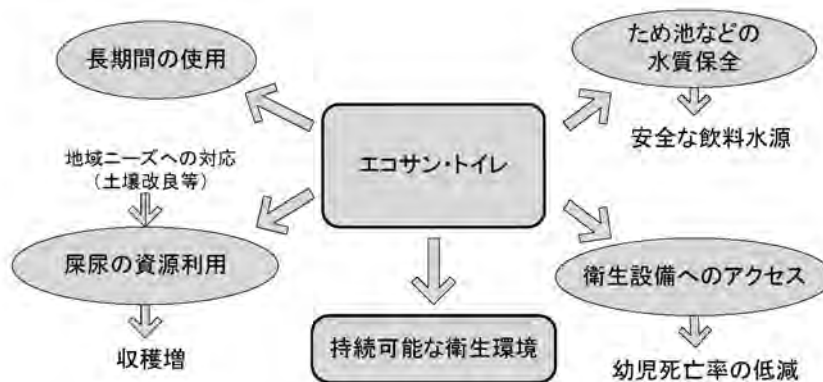 長期間の使用
ため池などの
水質保全
安全な飲料水源
エコサン・トイレ
地域ニーズへの対応
(土壌改良等)
屎尿の資源利用
収穫増
持続可能な衛生環境
衛生設備へのアクセス
幼児死亡率の低減